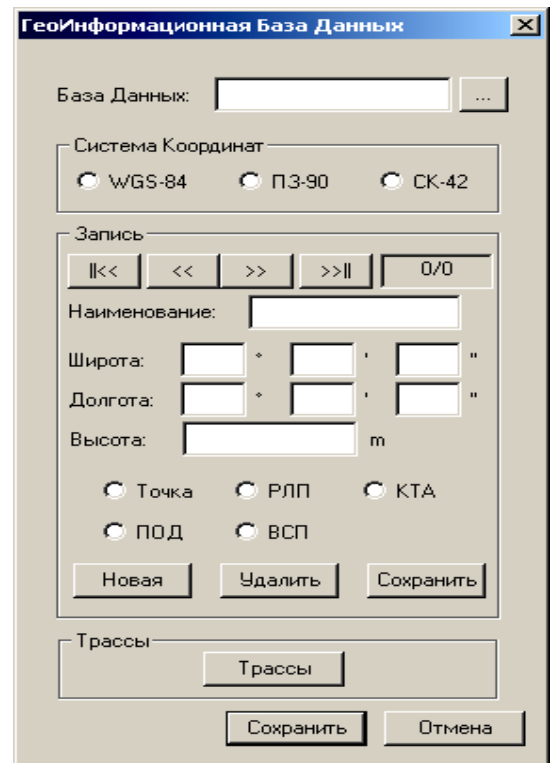 ГеоИнформационная База Данных
База Данных: ...
Система Координат
WGS-84 ПЗ-90 СК-42
Запись
||<< << >> >>|| 0/0
Наименование:
Широта: ° ' "
Долгота: ° ' "
Высота: m
Точка РЛП КТА
ПОД ВСП
Новая Удалить Сохранить
Трассы
Трассы
Сохранить Отмена